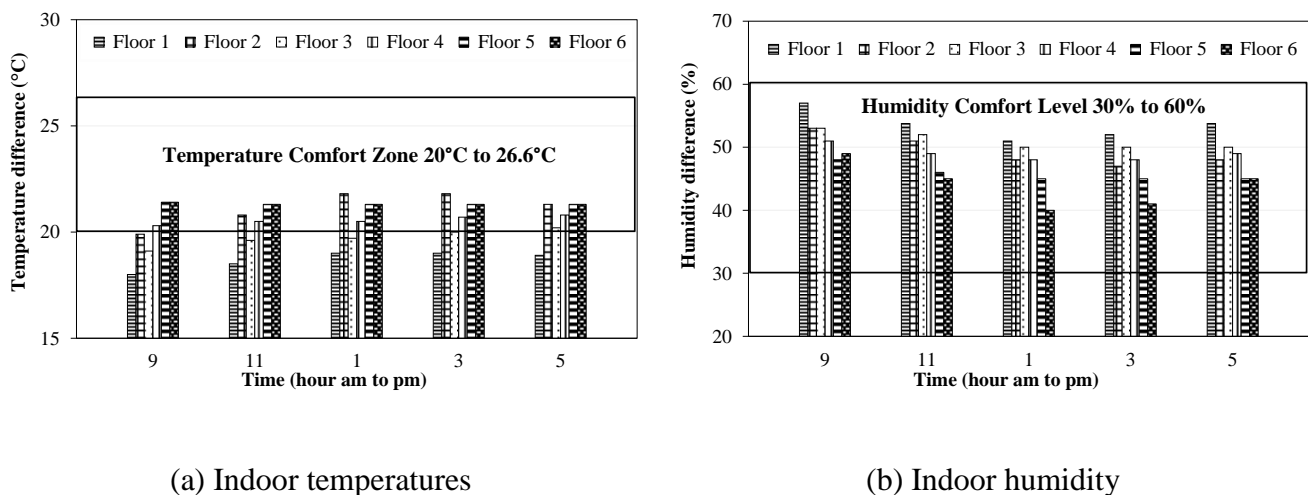 30
25
20
15
Temperature difference (°C)
Floor 1 Floor 2 Floor 3 Floor 4 Floor 5 Floor 6
Temperature Comfort Zone 20°C to 26.6°C
9 11 1 3 5
Time (hour am to pm)
(a) Indoor temperatures
70
60
50
40
30
20
Humidity difference (%)
Floor 1 Floor 2 Floor 3 Floor 4 Floor 5 Floor 6
Humidity Comfort Level 30% to 60%
9 11 1 3 5
Time (hour am to pm)
(b) Indoor humidity